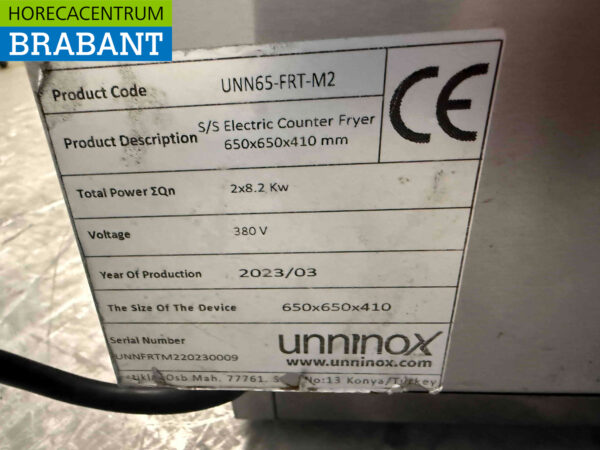 HORECACENTRUM
BRABANT
Product Code UNN65-FRT-M2
CE
Product Description S/S Electric Counter Fryer
650x650x410 mm
Total Power ΣQn 2x8.2 Kw
Voltage 380 V
Year Of Production 2023/03
The Size Of The Device 650x650x410
Serial Number
UNNFRTM220230009
unninox
www.unninox.com
Osb Mah. 77761. No:13 Konya/Turkey